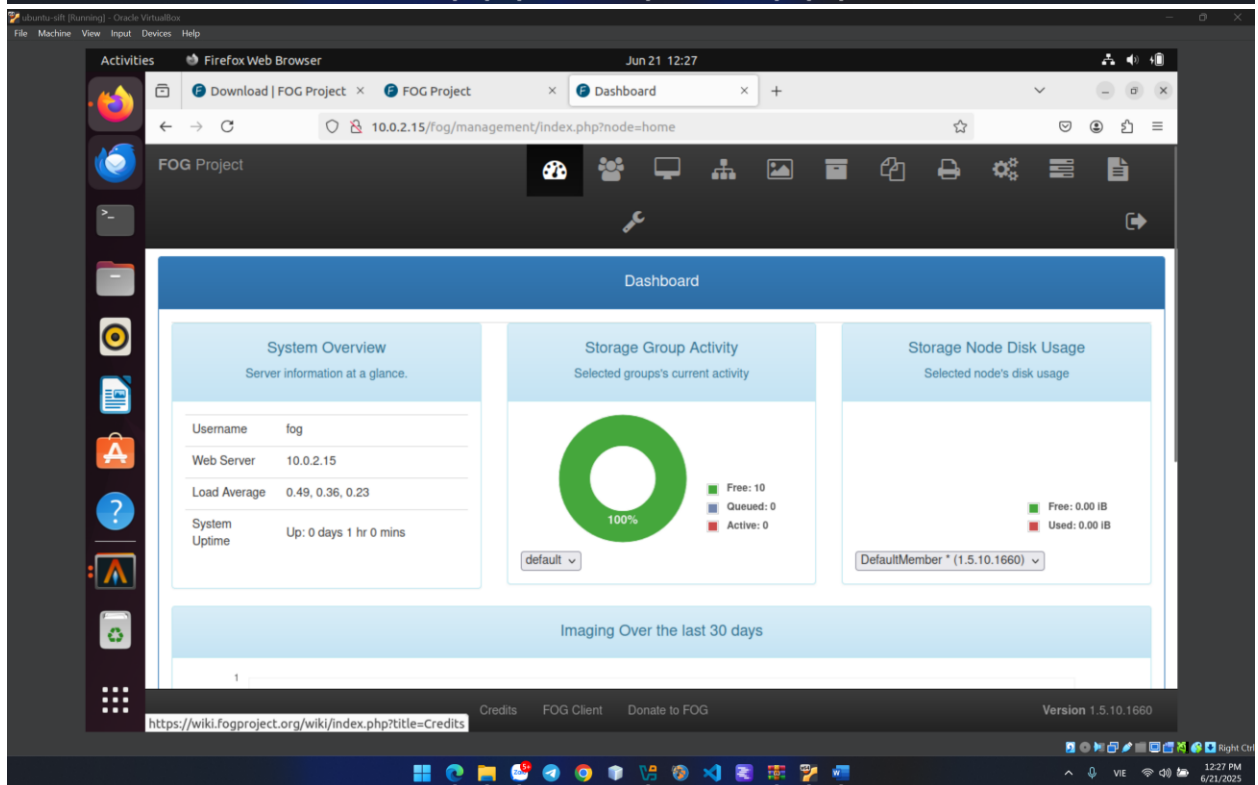 ubuntu-sift [Running] - Oracle VirtualBox
File Machine View Input Devices Help
Activities Firefox Web Browser Jun 21 12:27
Download | FOG Project FOG Project Dashboard
10.0.2.15/fog/management/index.php?node=home
FOG Project
Dashboard
System Overview
Server information at a glance.
Username fog
Web Server 10.0.2.15
Load Average 0.49, 0.36, 0.23
System Uptime Up: 0 days 1 hr 0 mins
Storage Group Activity
Selected groups's current activity
100%
Free: 10
Queued: 0
Active: 0
default
Storage Node Disk Usage
Selected node's disk usage
Free: 0.00 iB
Used: 0.00 iB
DefaultMember * (1.5.10.1660)
Imaging Over the last 30 days
1
Credits FOG Client Donate to FOG Version 1.5.10.1660
https://wiki.fogproject.org/wiki/index.php?title=Credits
Right Ctrl
Zalo 5+
VIE 12:27 PM
6/21/2025